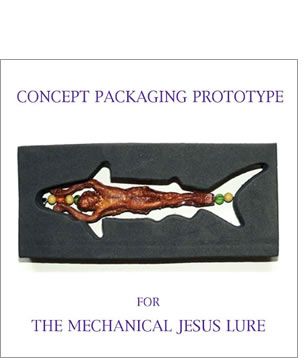 CONCEPT PACKAGING PROTOTYPE
FOR
THE MECHANICAL JESUS LURE